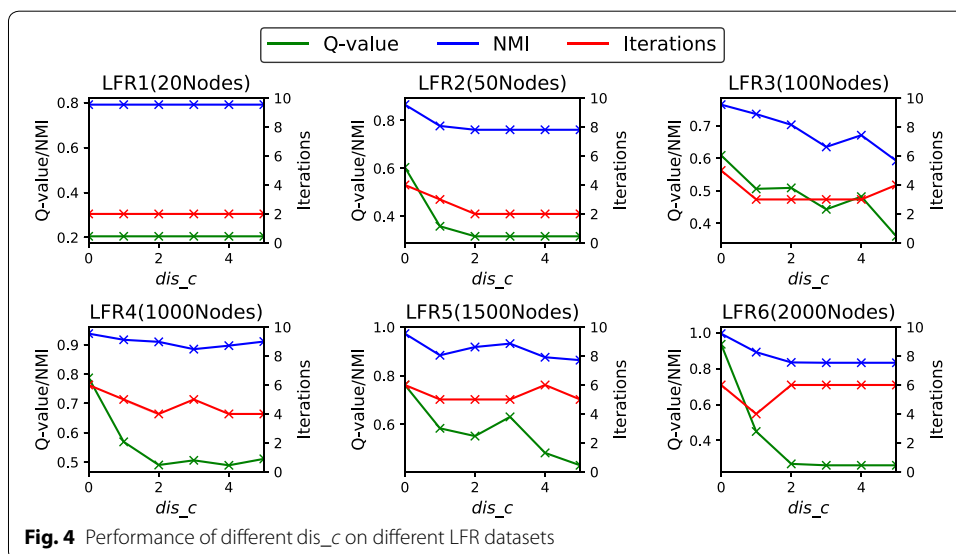 Q-value NMI Iterations
LFR1(20Nodes) LFR2(50Nodes) LFR3(100Nodes)
Q-value/NMI
0.8
0.6
0.4
0.2
10
8
6
4
2
0
Iterations
0 2 4
dis_c
Q-value/NMI
0.8
0.6
0.4
10
8
6
4
2
0
Iterations
0 2 4
dis_c
Q-value/NMI
0.7
0.6
0.5
0.4
10
8
6
4
2
0
Iterations
0 2 4
dis_c
LFR4(1000Nodes) LFR5(1500Nodes) LFR6(2000Nodes)
Q-value/NMI
0.9
0.8
0.7
0.6
0.5
10
8
6
4
2
0
Iterations
0 2 4
dis_c
Q-value/NMI
1.0
0.8
0.6
10
8
6
4
2
0
Iterations
0 2 4
dis_c
Q-value/NMI
1.0
0.8
0.6
0.4
10
8
6
4
2
0
Iterations
0 2 4
dis_c
Fig. 4 Performance of different dis_c on different LFR datasets